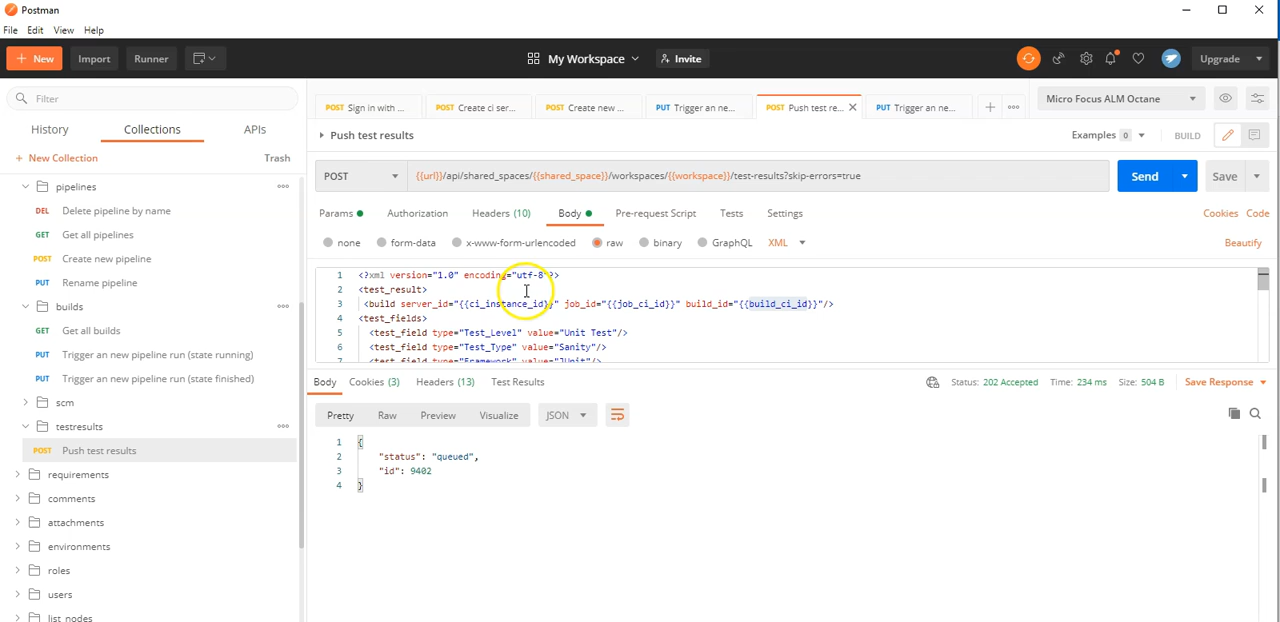 Postman
File Edit View Help
+ New Import Runner My Workspace Invite Upgrade
Filter
History Collections APIs
+ New Collection Trash
pipelines
DEL Delete pipeline by name
GET Get all pipelines
POST Create new pipeline
PUT Rename pipeline
builds
GET Get all builds
PUT Trigger an new pipeline run (state running)
PUT Trigger an new pipeline run (state finished)
scm
testresults
POST Push test results
requirements
comments
attachments
environments
roles
users
list_nodes
POST Sign in with ... POST Create ci ser... POST Create new ... PUT Trigger an ne... POST Push test re... PUT Trigger an ne... Micro Focus ALM Octane
Push test results Examples 0 BUILD
POST {{url}}/api/shared_spaces/{{shared_space}}/workspaces/{{workspace}}/test-results?skip-errors=true Send Save
Params Authorization Headers (10) Body Pre-request Script Tests Settings Cookies Code
none form-data x-www-form-urlencoded raw binary GraphQL XML Beautify
1 <?xml version="1.0" encoding="utf-8"?>
2 <test_result>
3 <build server_id="{{ci_instance_id}}" job_id="{{job_ci_id}}" build_id="{{build_ci_id}}"/>
4 <test_fields>
5 <test_field type="Test_Level" value="Unit Test"/>
6 <test_field type="Test_Type" value="Sanity"/>
7 <test_field type="Framework" value="JUnit"/>
Body Cookies (3) Headers (13) Test Results Status: 202 Accepted Time: 234 ms Size: 504 B Save Response
Pretty Raw Preview Visualize JSON
1 {
2 "status": "queued",
3 "id": 9402
4 }